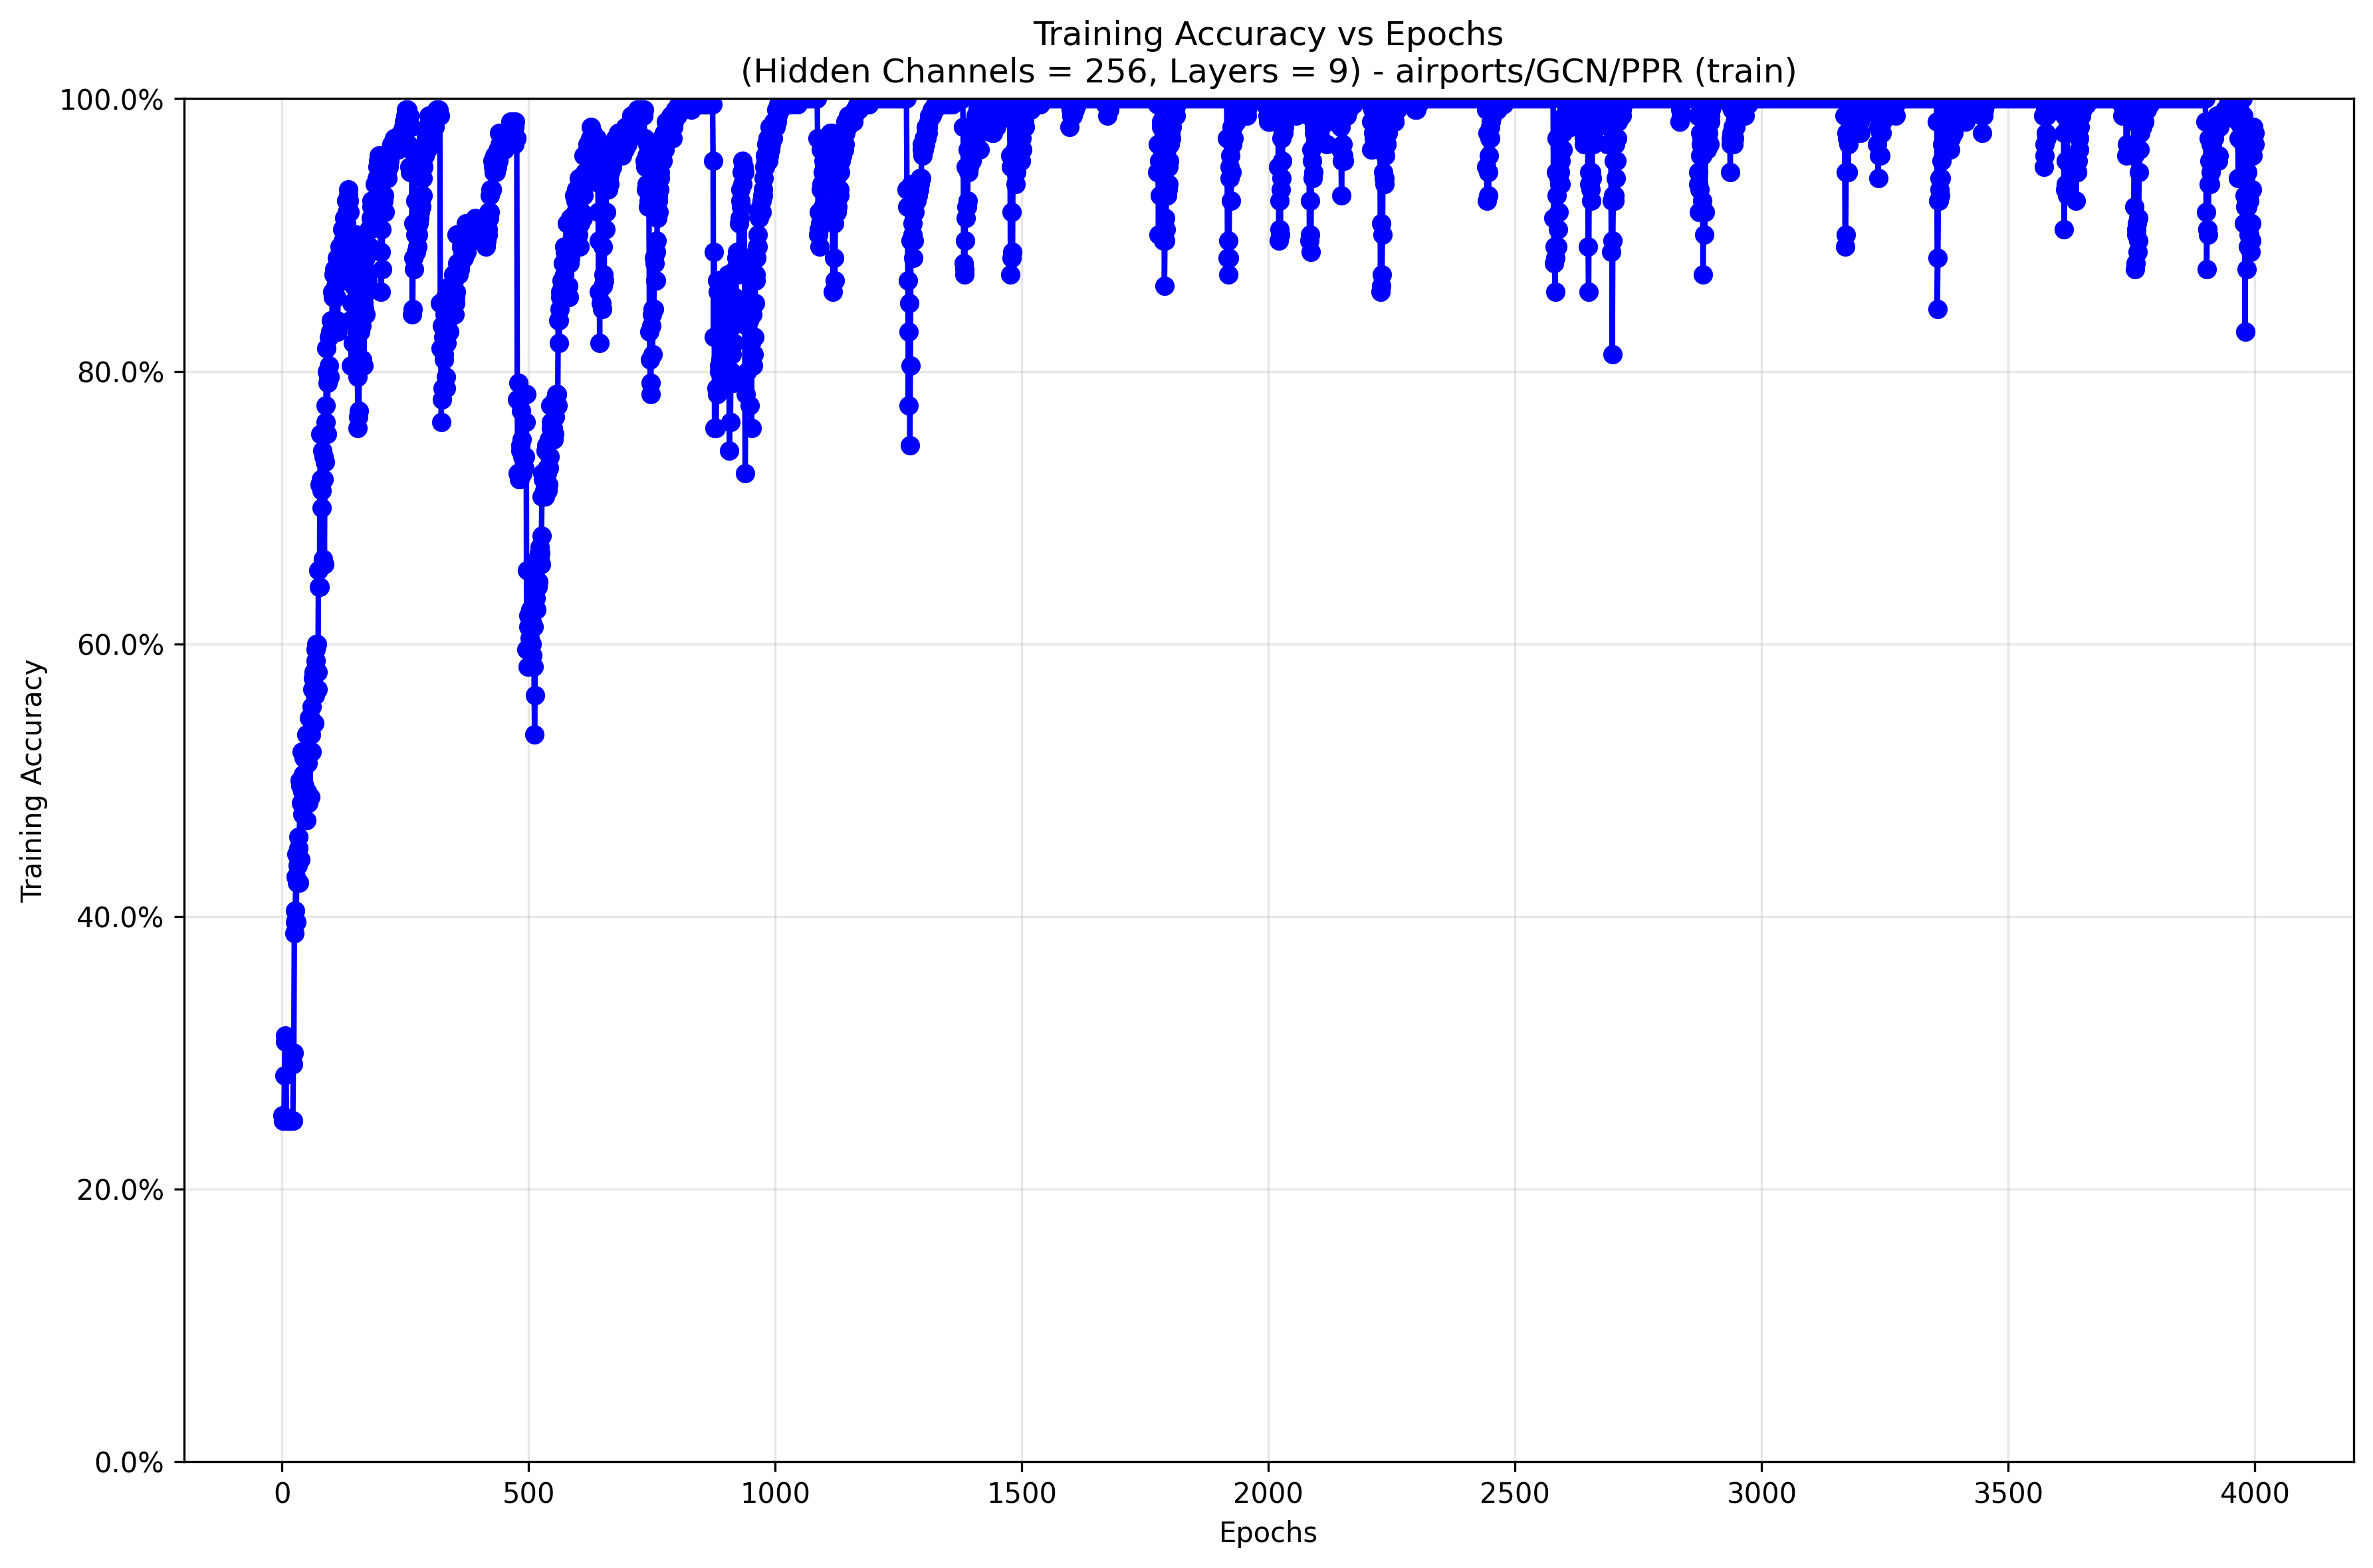 Training Accuracy vs Epochs
(Hidden Channels = 256, Layers = 9) - airports/GCN/PPR (train)
100.0%
80.0%
60.0%
40.0%
20.0%
0.0%
Training Accuracy
0 500 1000 1500 2000 2500 3000 3500 4000
Epochs